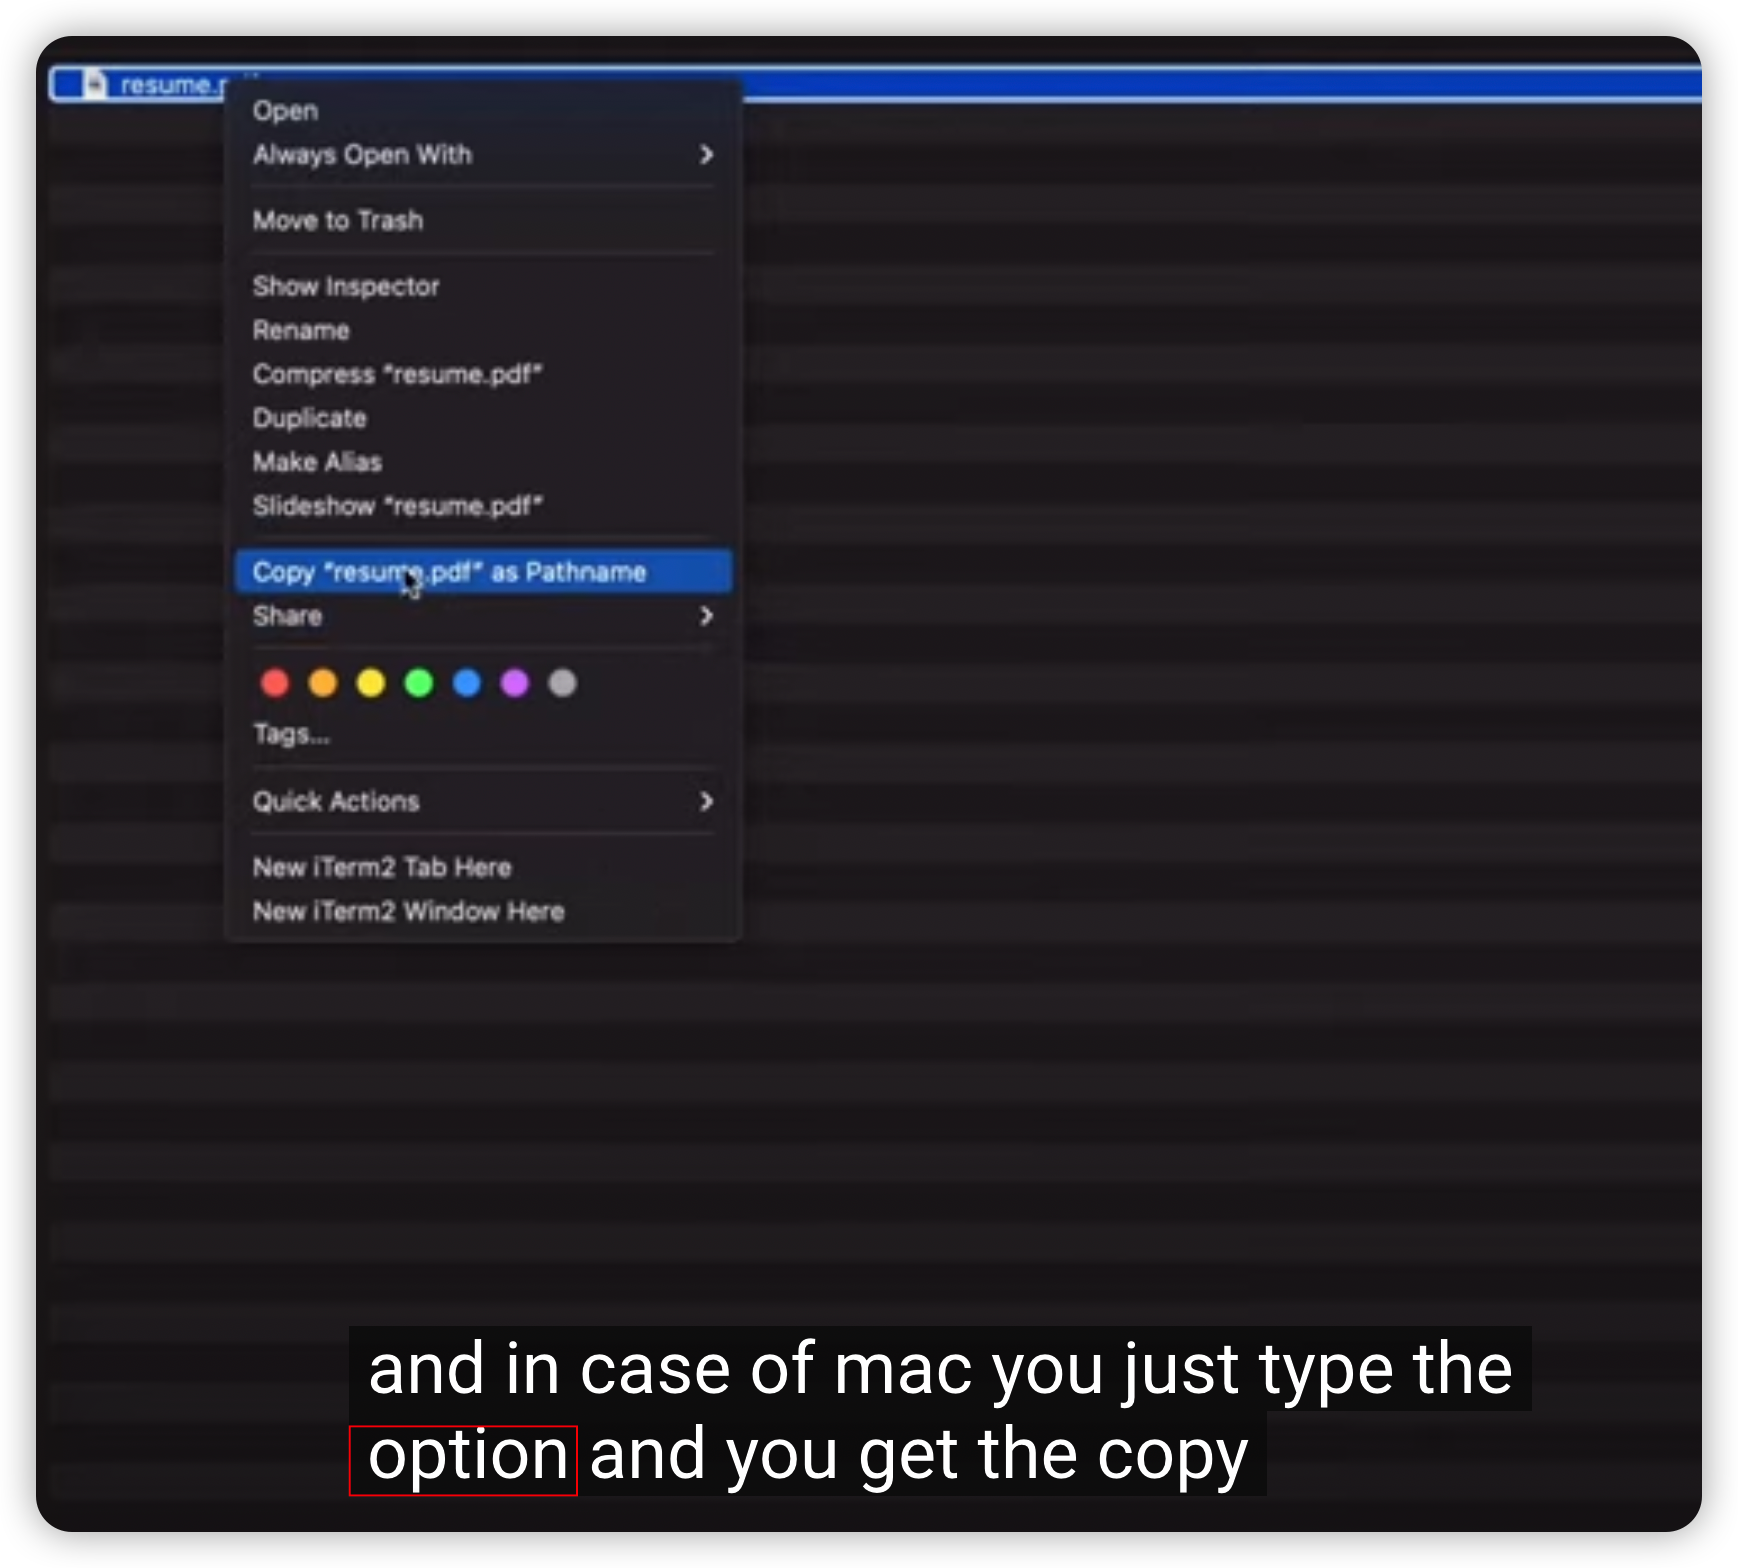 resume.
Open
Always Open With
Move to Trash
Show Inspector
Rename
Compress "resume.pdf"
Duplicate
Make Alias
Slideshow "resume.pdf"
Copy "resume.pdf" as Pathname
Share
Tags...
Quick Actions
New iTerm2 Tab Here
New iTerm2 Window Here
and in case of mac you just type the
option and you get the copy